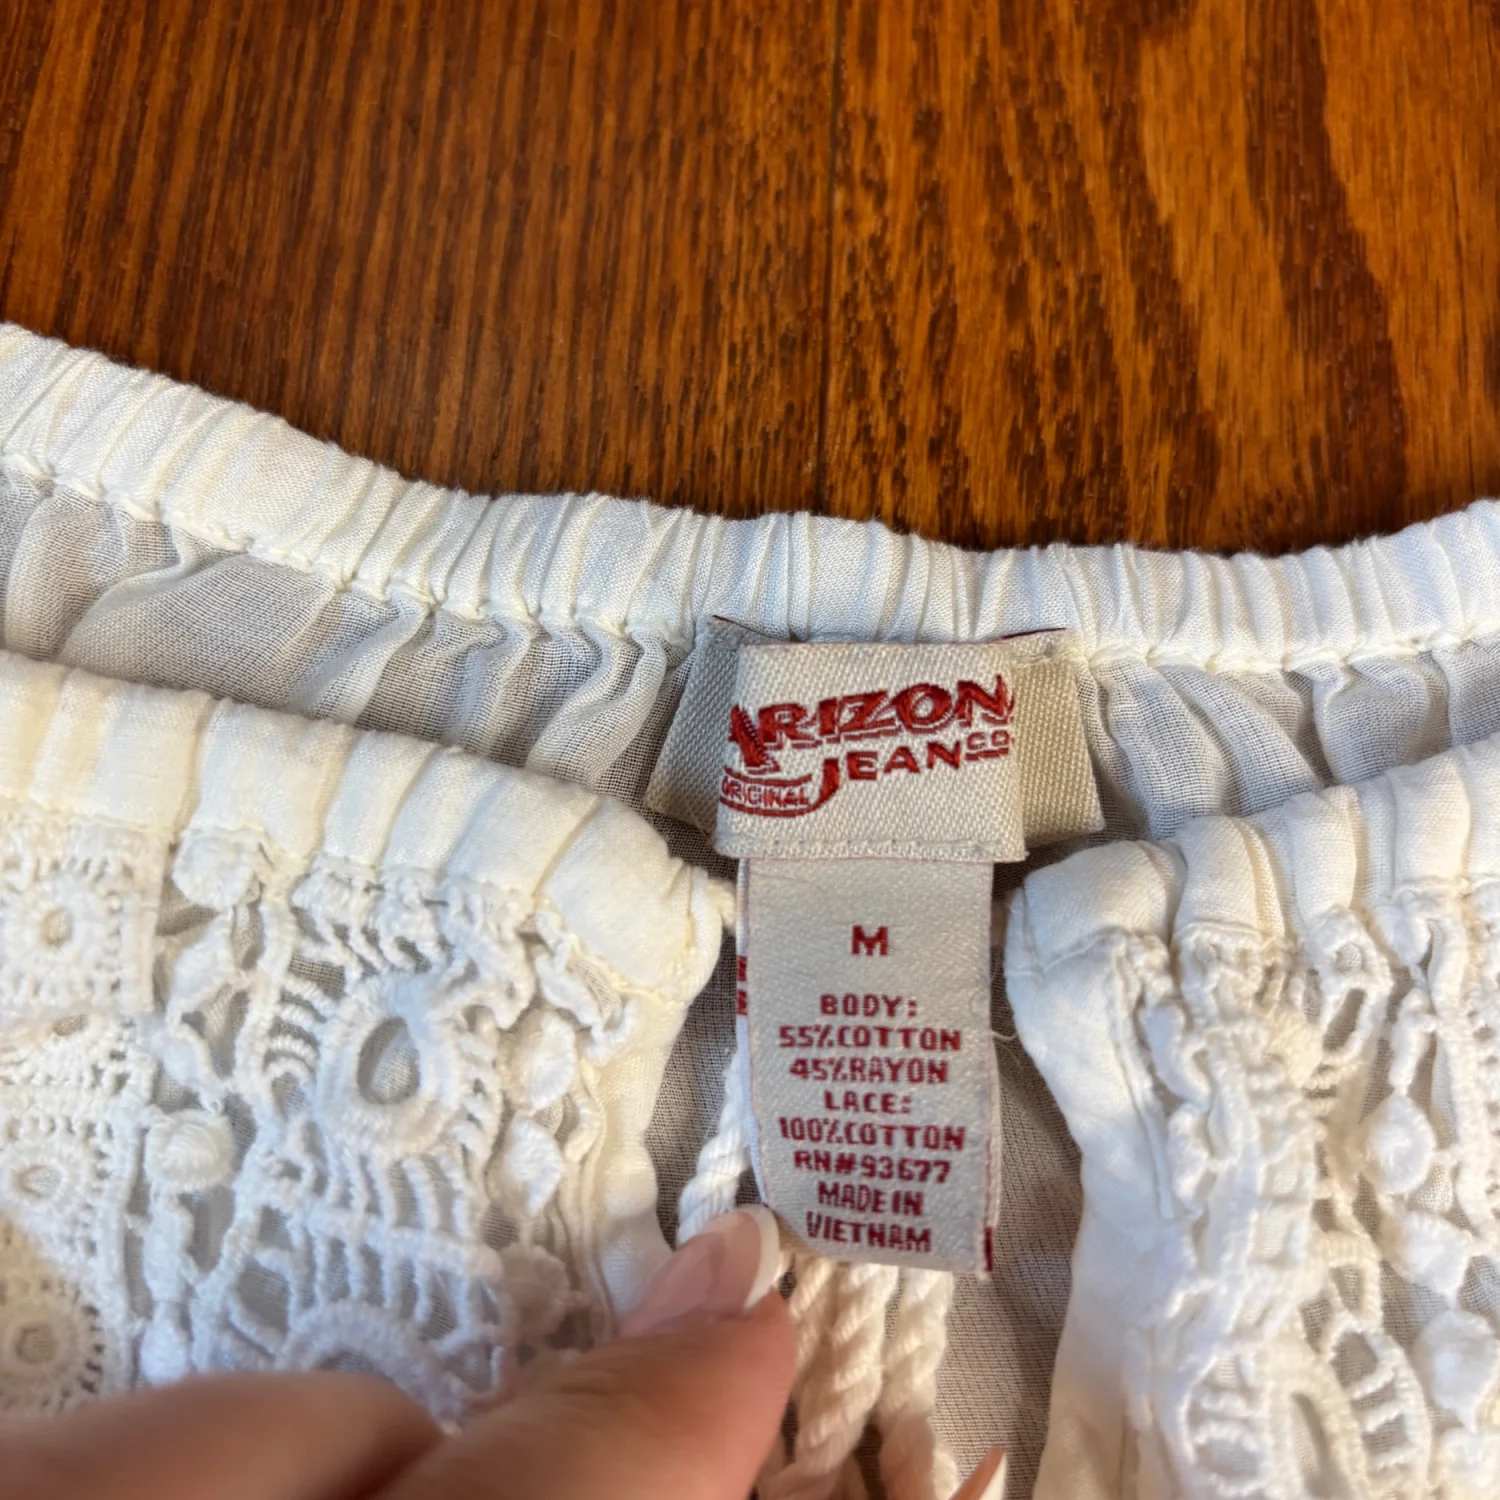 ARIZONA
JEAN CO
ORIGINAL
M
BODY:
55%COTTON
45%RAYON
LACE:
100%COTTON
RN#93677
MADE IN
VIETNAM